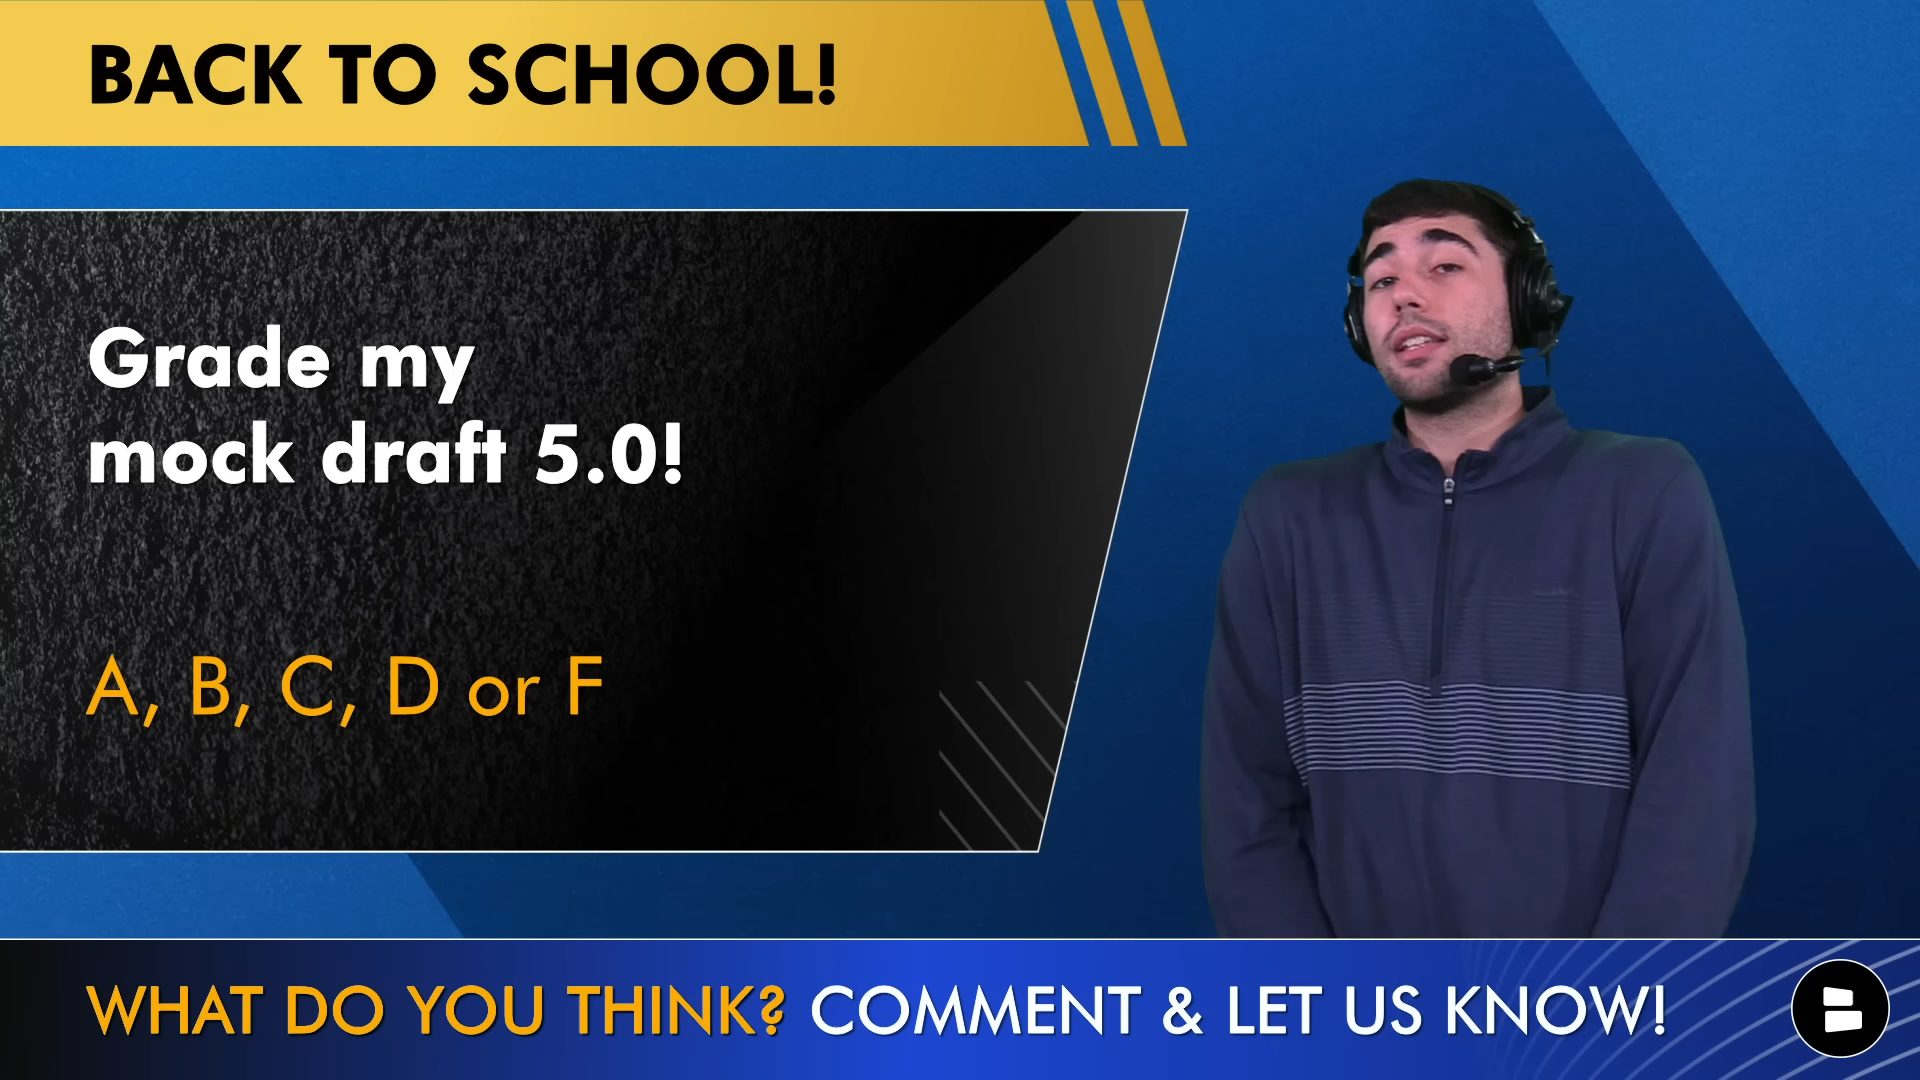 BACK TO SCHOOL!
Grade my
mock draft 5.0!
A, B, C, D or F
WHAT DO YOU THINK? COMMENT & LET US KNOW!